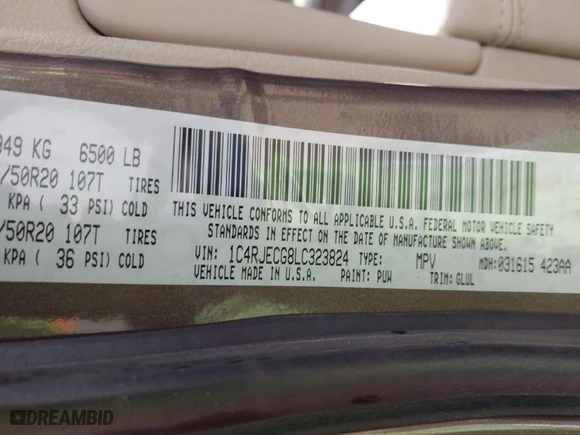 949 KG 6500 LB
/50R20 107T TIRES
KPA ( 33 PSI) COLD
/50R20 107T TIRES
KPA ( 36 PSI) COLD
THIS VEHICLE CONFORMS TO ALL APPLICABLE U.S.A. FEDERAL MOTOR VEHICLE SAFETY
STANDARDS IN EFFECT ON THE DATE OF MANUFACTURE SHOWN ABOVE.
VIN: 1C4RJECG8LC323824 TYPE: MPV MDH:031615 423AA
VEHICLE MADE IN U.S.A. PAINT: PUW TRIM: GLUL
DREAMBID